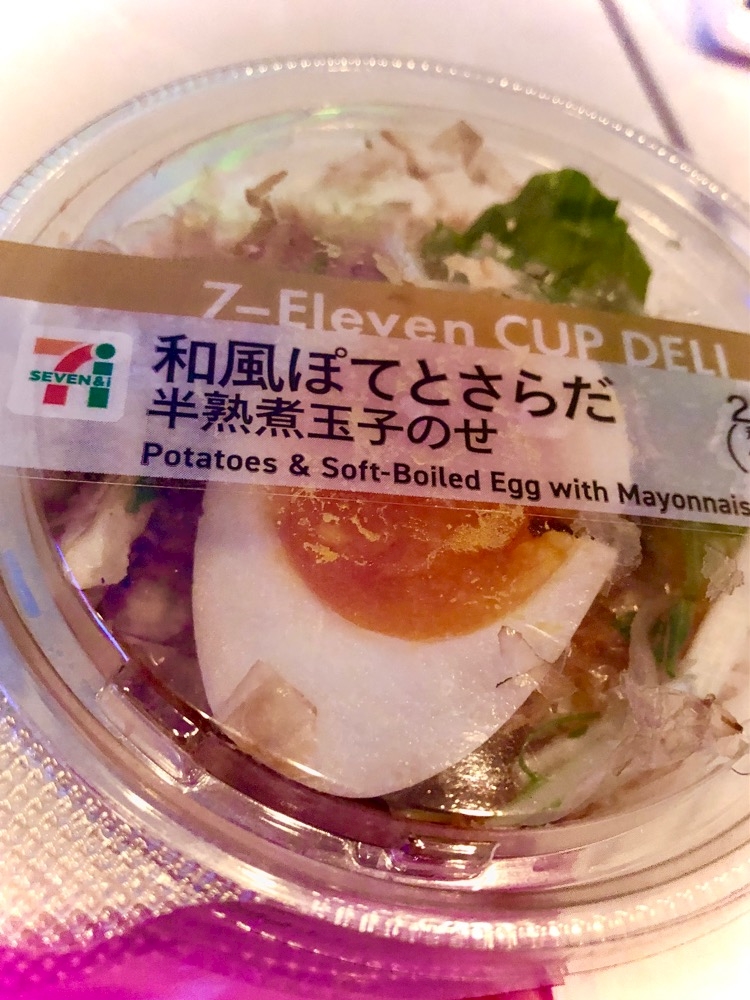 7-Eleven CUP DELI
SEVEN&i
和風ぽてとさらだ
半熟煮玉子のせ
Potatoes & Soft-Boiled Egg with Mayonnais